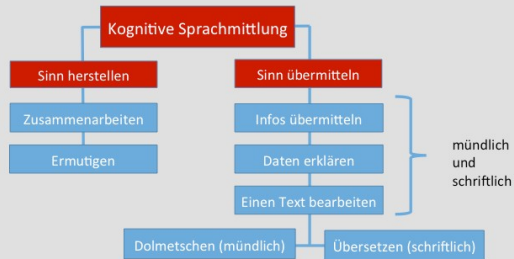 Kognitive Sprachmittlung
Sinn herstellen
Zusammenarbeiten
Ermutigen
Sinn übermitteln
Infos übermitteln
Daten erklären
Einen Text bearbeiten
mündlich
und
schriftlich
Dolmetschen (mündlich)
Übersetzen (schriftlich)